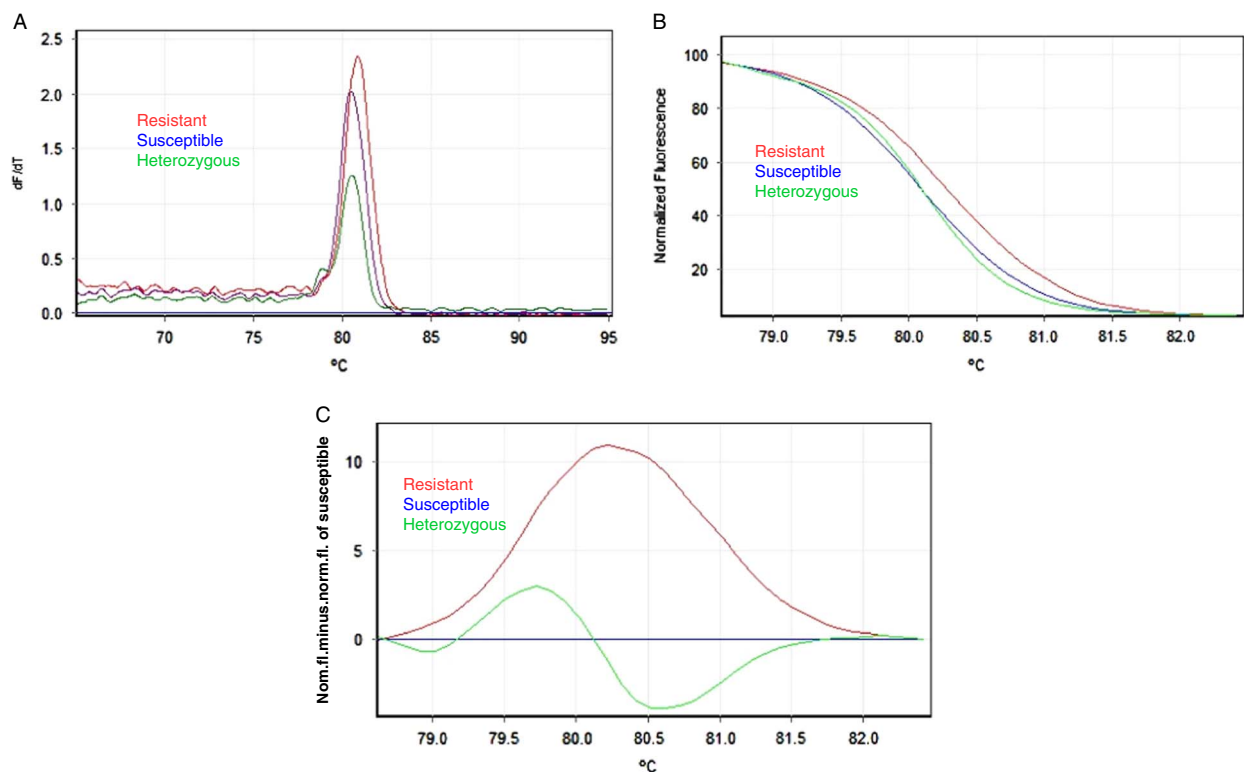 A
2.5
2.0
1.5
1.0
0.5
0.0
dF/dT
Resistant
Susceptible
Heterozygous
70 75 80 85 90 95
ºC
B
100
80
60
40
20
Normalized Fluorescence
Resistant
Susceptible
Heterozygous
79.0 79.5 80.0 80.5 81.0 81.5 82.0
ºC
C
10
5
0
Nom.fl.minus.norm.fl. of susceptible
Resistant
Susceptible
Heterozygous
79.0 79.5 80.0 80.5 81.0 81.5 82.0
ºC